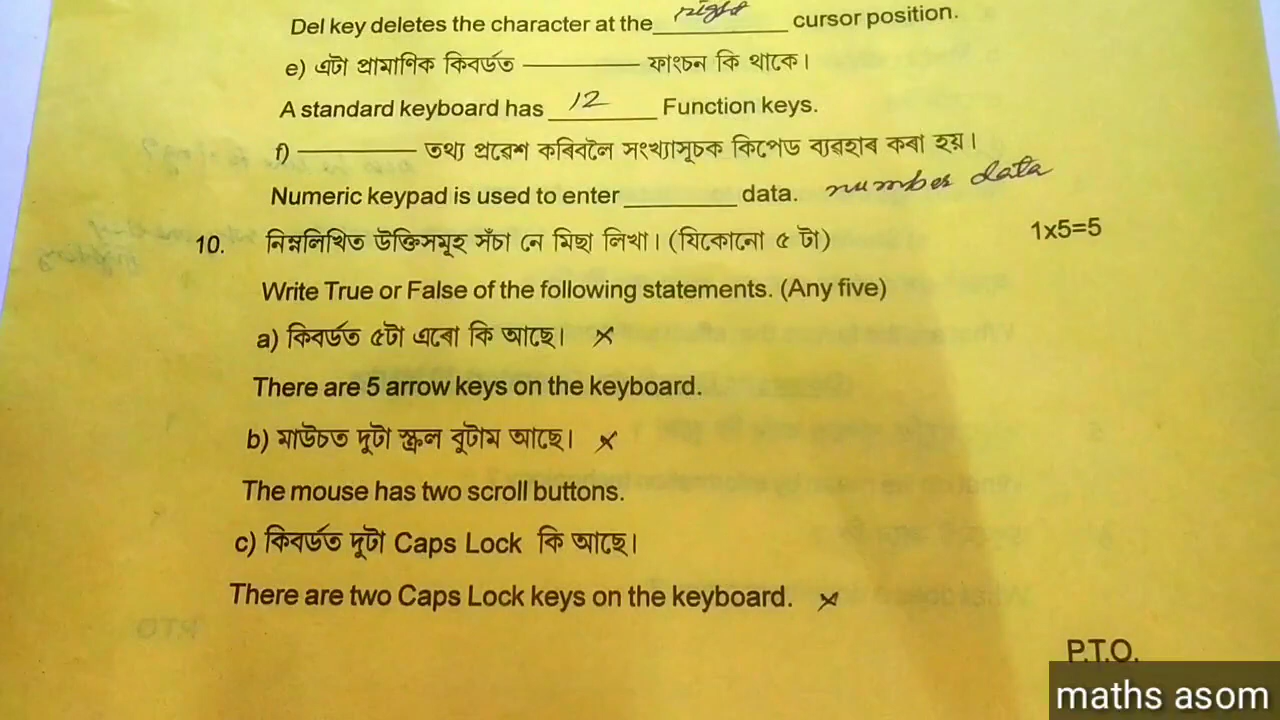 Del key deletes the character at the right cursor position.
e) এটা প্রামাণিক কিবৰ্ডত ———— ফাংচন কি থাকে।
A standard keyboard has 12 Function keys.
f) ———— তথ্য প্ৰৱেশ কৰিবলৈ সংখ্যাসূচক কিপেড ব্যৱহাৰ কৰা হয়।
Numeric keypad is used to enter ________ data. number data
10. নিম্নলিখিত উক্তিসমূহ সঁচা নে মিছা লিখা। (যিকোনো ৫ টা) 1x5=5
Write True or False of the following statements. (Any five)
a) কিবৰ্ডত ৫টা এৰো কি আছে। ×
There are 5 arrow keys on the keyboard.
b) মাউচত দুটা স্ক্ৰল বুটাম আছে। ×
The mouse has two scroll buttons.
c) কিবৰ্ডত দুটা Caps Lock কি আছে।
There are two Caps Lock keys on the keyboard. ×
P.T.O.
maths asom